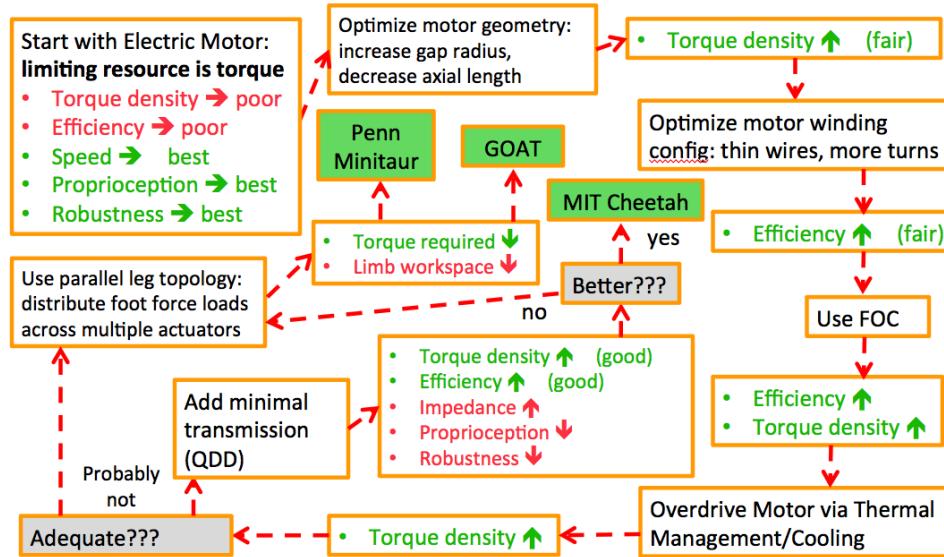 Start with Electric Motor:
limiting resource is torque
• Torque density ➔ poor
• Efficiency ➔ poor
• Speed ➔ best
• Proprioception ➔ best
• Robustness ➔ best
Optimize motor geometry:
increase gap radius,
decrease axial length
• Torque density ↑ (fair)
Optimize motor winding
config: thin wires, more turns
• Efficiency ↑ (fair)
Use FOC
• Efficiency ↑
• Torque density ↑
Overdrive Motor via Thermal
Management/Cooling
• Torque density ↑
Adequate???
Probably
not
Add minimal
transmission
(QDD)
• Torque density ↑ (good)
• Efficiency ↑ (good)
• Impedance ↑
• Proprioception ↓
• Robustness ↓
Better???
yes
no
MIT Cheetah
Use parallel leg topology:
distribute foot force loads
across multiple actuators
• Torque required ↓
• Limb workspace ↓
Penn
Minitaur
GOAT